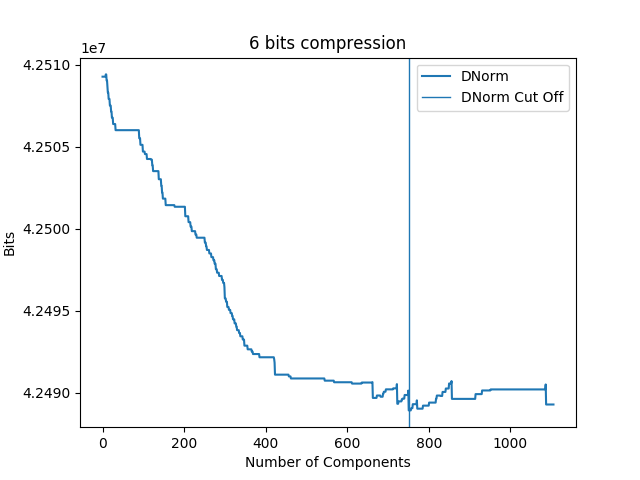 6 bits compression
1e7
4.2510
4.2505
4.2500
4.2495
4.2490
Bits
DNorm
DNorm Cut Off
0 200 400 600 800 1000
Number of Components